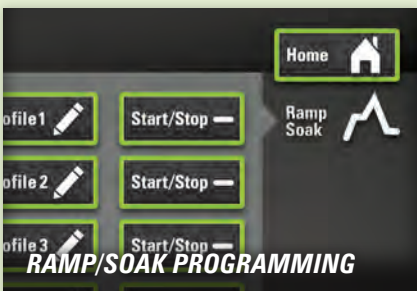 Home
ofile1
Start/Stop
Ramp
Soak
ofile 2
Start/Stop
ofile 3
Start/Stop
RAMP/SOAK PROGRAMMING